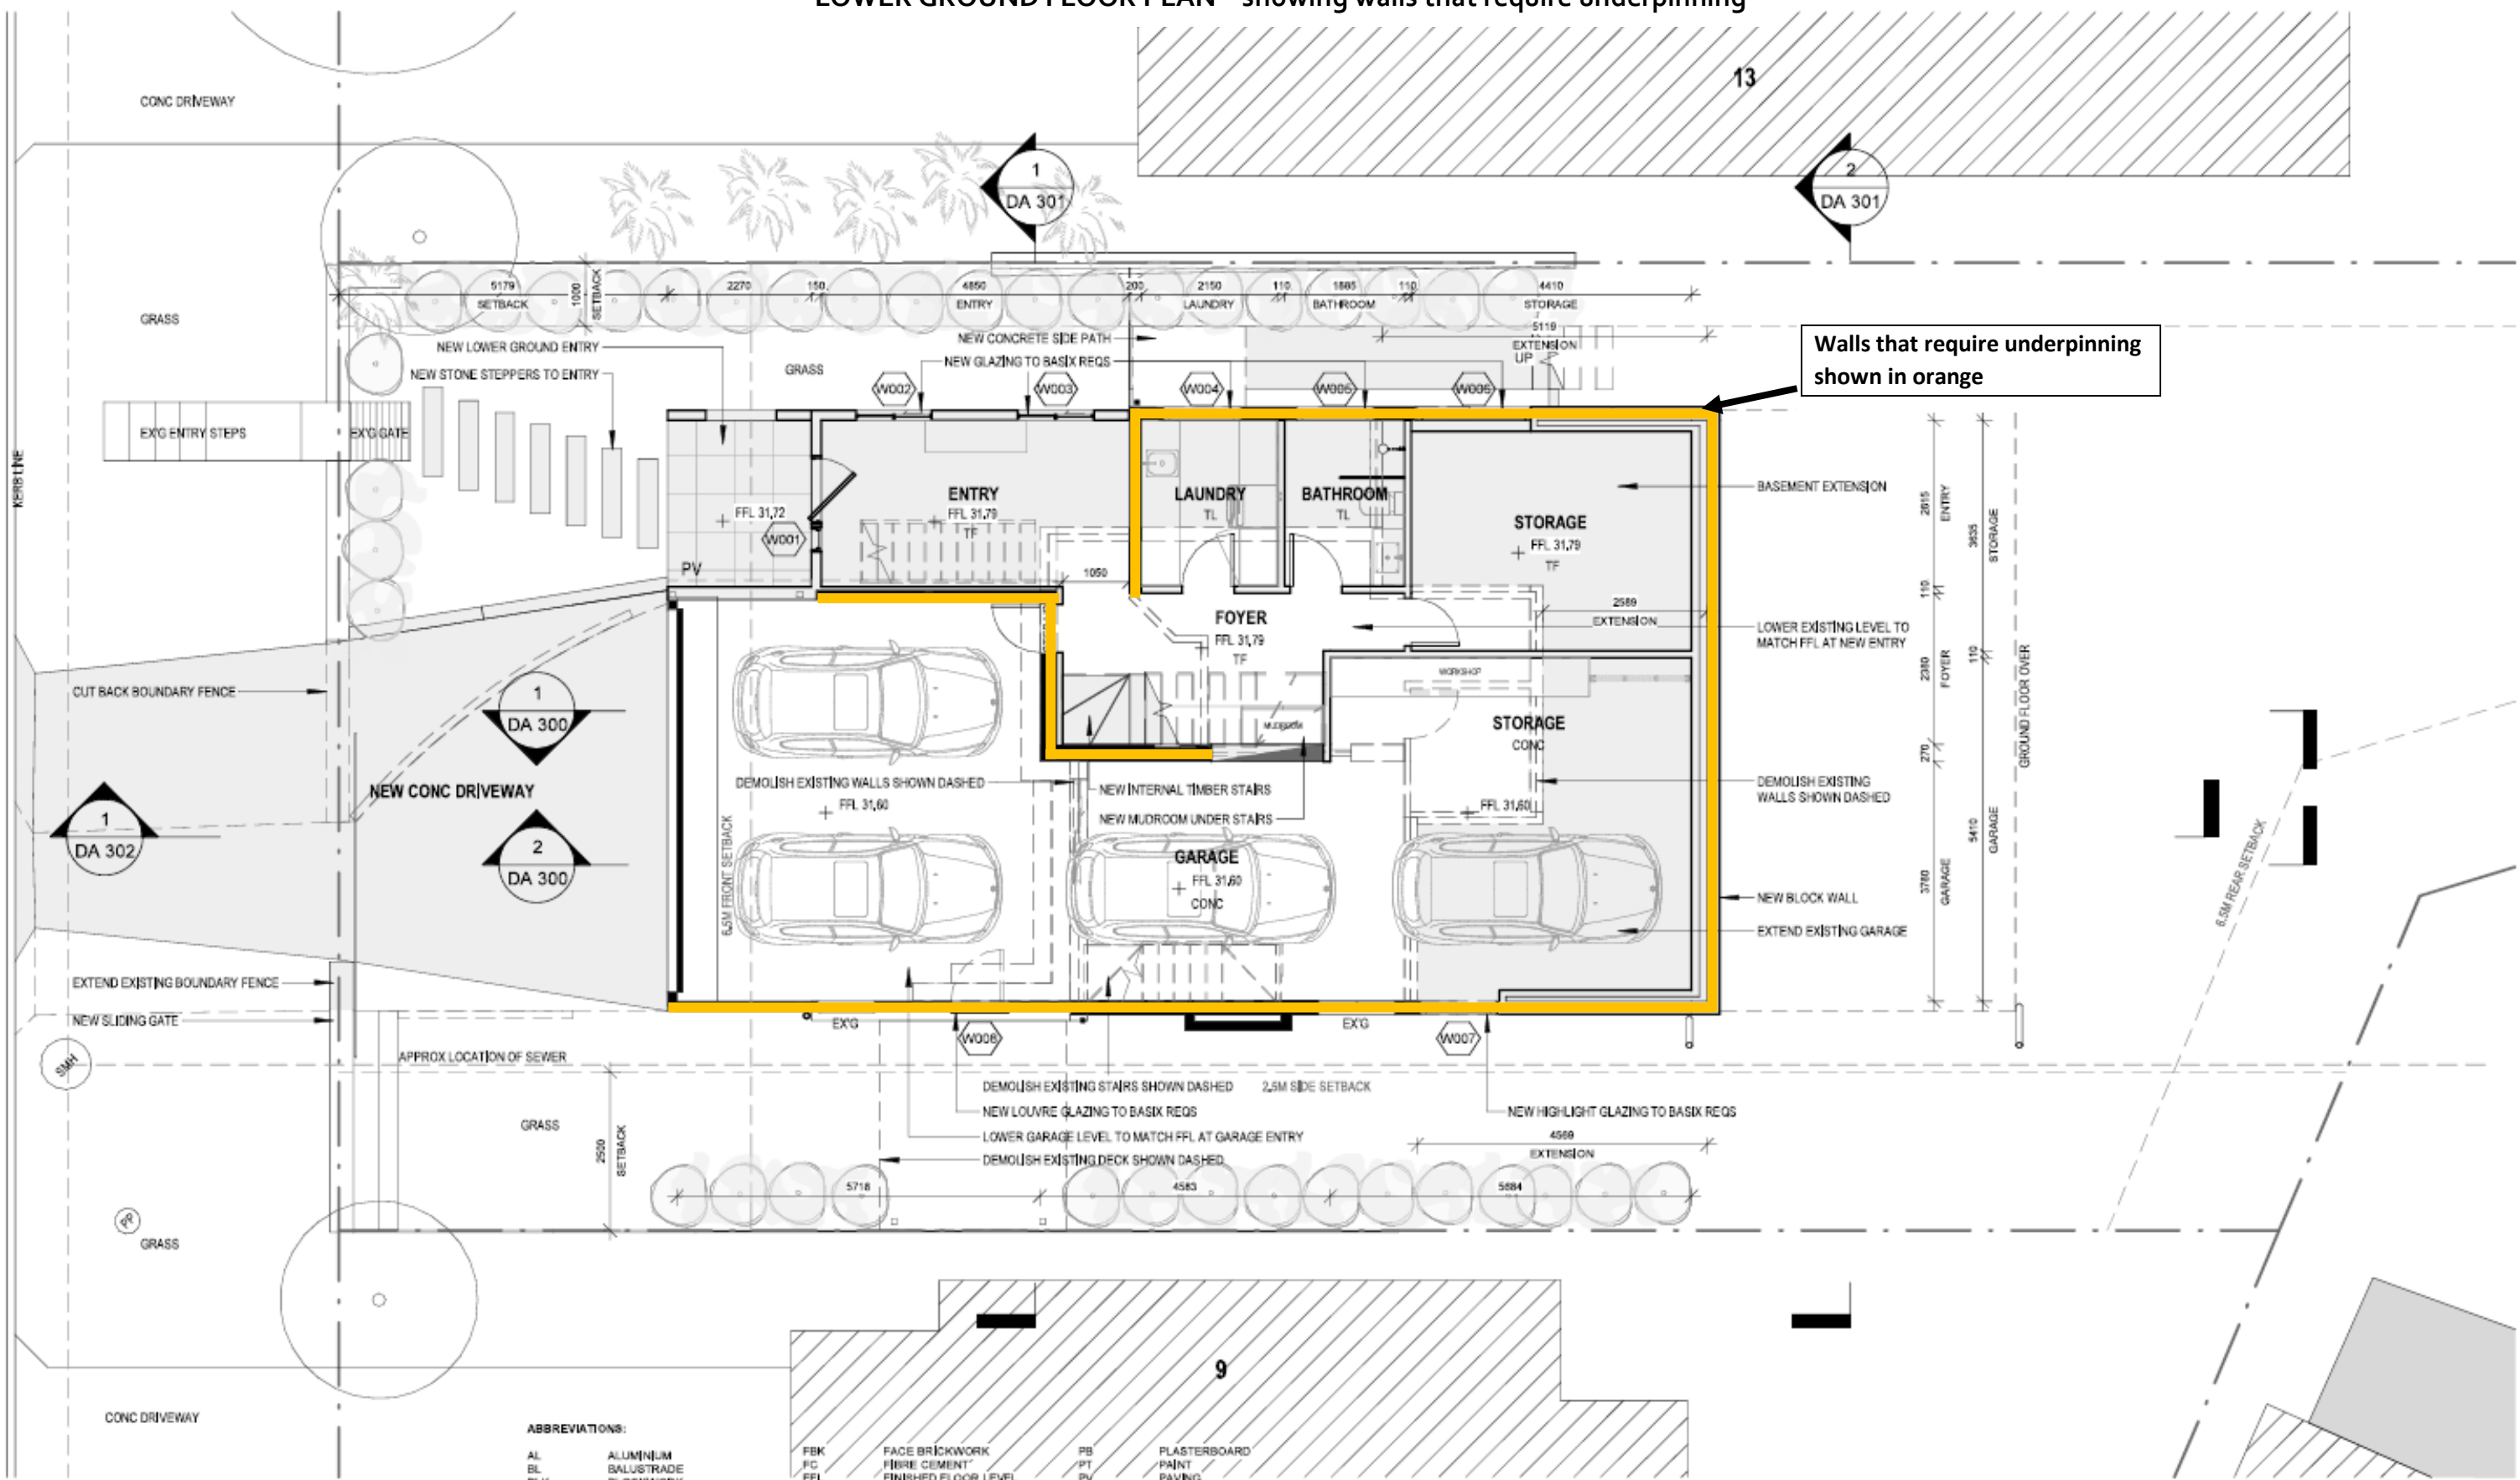 LOWER GROUND FLOOR PLAN - showing walls that require underpinning
13
CONC DRIVEWAY
1
DA 301
2
DA 301
5179
SETBACK
1000
SETBACK
2270
150
4850
ENTRY
200
2150
LAUNDRY
110
1885
BATHROOM
110
4410
STORAGE
GRASS
NEW LOWER GROUND ENTRY
NEW STONE STEPPERS TO ENTRY
GRASS
NEW CONCRETE SIDE PATH
NEW GLAZING TO BASIX REQS
5119
EXTENSION
UP
Walls that require underpinning
shown in orange
W002
W003
W004
W005
W006
EX'G ENTRY STEPS
EX'G GATE
KERB LINE
ENTRY
FFL 31,79
TF
FFL 31,72
W001
PV
LAUNDRY
TL
BATHROOM
TL
STORAGE
FFL 31,79
TF
BASEMENT EXTENSION
2615
ENTRY
3635
STORAGE
1050
110
2589
EXTENSION
FOYER
FFL 31,79
TF
LOWER EXISTING LEVEL TO
MATCH FFL AT NEW ENTRY
2380
FOYER
110
GROUND FLOOR OVER
WORKSHOP
CUT BACK BOUNDARY FENCE
1
DA 300
MUDROOM
STORAGE
CONC
270
NEW CONC DRIVEWAY
DEMOLISH EXISTING WALLS SHOWN DASHED
FFL 31,60
NEW INTERNAL TIMBER STAIRS
NEW MUDROOM UNDER STAIRS
FFL 31,60
DEMOLISH EXISTING
WALLS SHOWN DASHED
1
DA 302
2
DA 300
6.5M FRONT SETBACK
GARAGE
FFL 31,60
CONC
3780
GARAGE
5410
GARAGE
6.5M REAR SETBACK
NEW BLOCK WALL
EXTEND EXISTING GARAGE
EXTEND EXISTING BOUNDARY FENCE
NEW SLIDING GATE
EX'G
W008
EX'G
W007
SMH
APPROX LOCATION OF SEWER
DEMOLISH EXISTING STAIRS SHOWN DASHED
2,5M SIDE SETBACK
NEW LOUVRE GLAZING TO BASIX REQS
NEW HIGHLIGHT GLAZING TO BASIX REQS
GRASS
2500
SETBACK
LOWER GARAGE LEVEL TO MATCH FFL AT GARAGE ENTRY
DEMOLISH EXISTING DECK SHOWN DASHED
4569
EXTENSION
5718
4583
5684
PP
GRASS
9
CONC DRIVEWAY
ABBREVIATIONS:
AL ALUMINIUM
BL BALUSTRADE
FBK FACE BRICKWORK
FC FIBRE CEMENT
FFL FINISHED FLOOR LEVEL
PB PLASTERBOARD
PT PAINT
PV PAVING